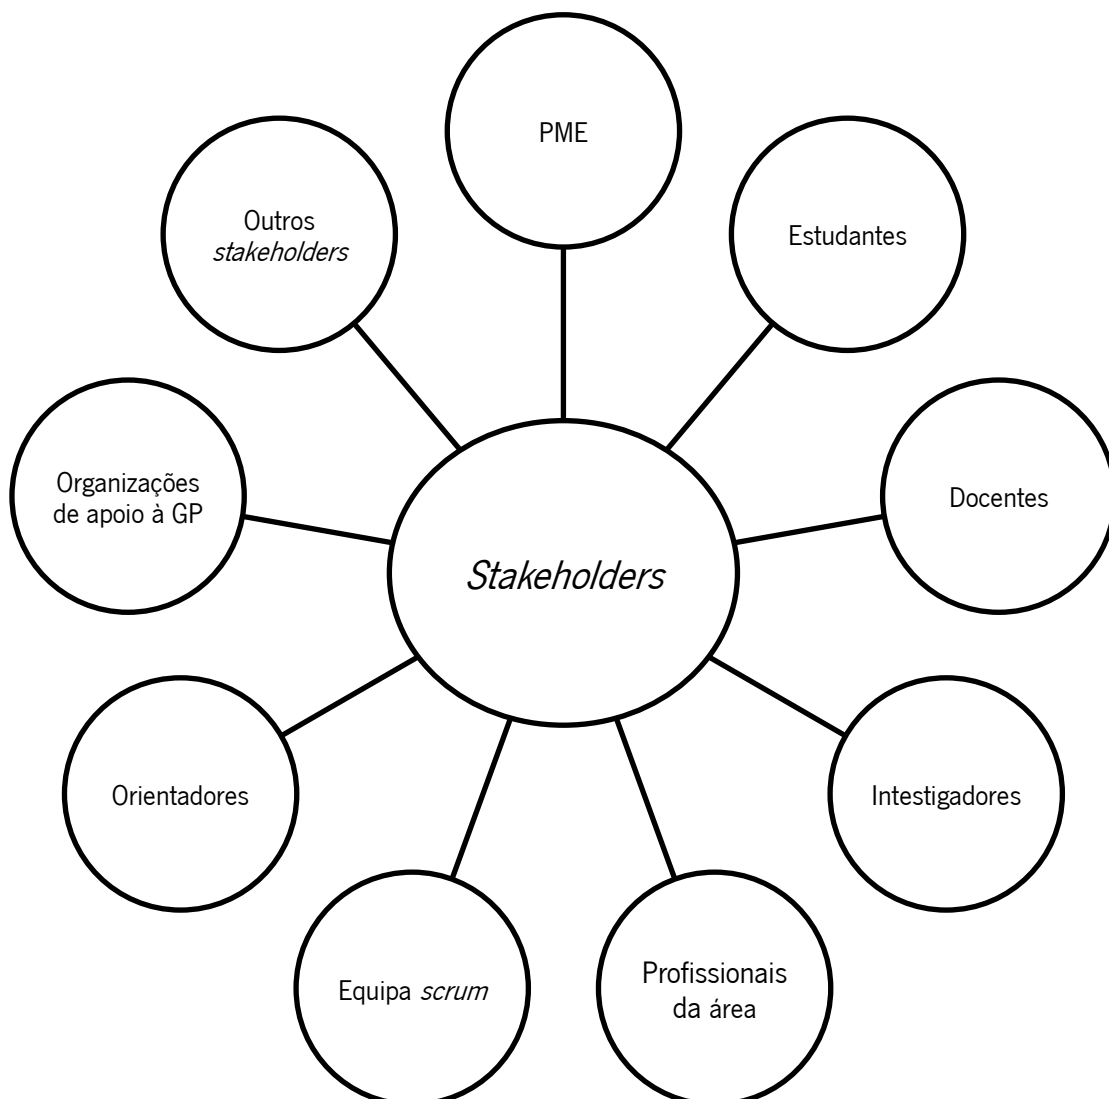 PME
Outros
stakeholders
Estudantes
Organizações
de apoio à GP
Docentes
Stakeholders
Orientadores
Intestigadores
Equipa scrum
Profissionais
da área